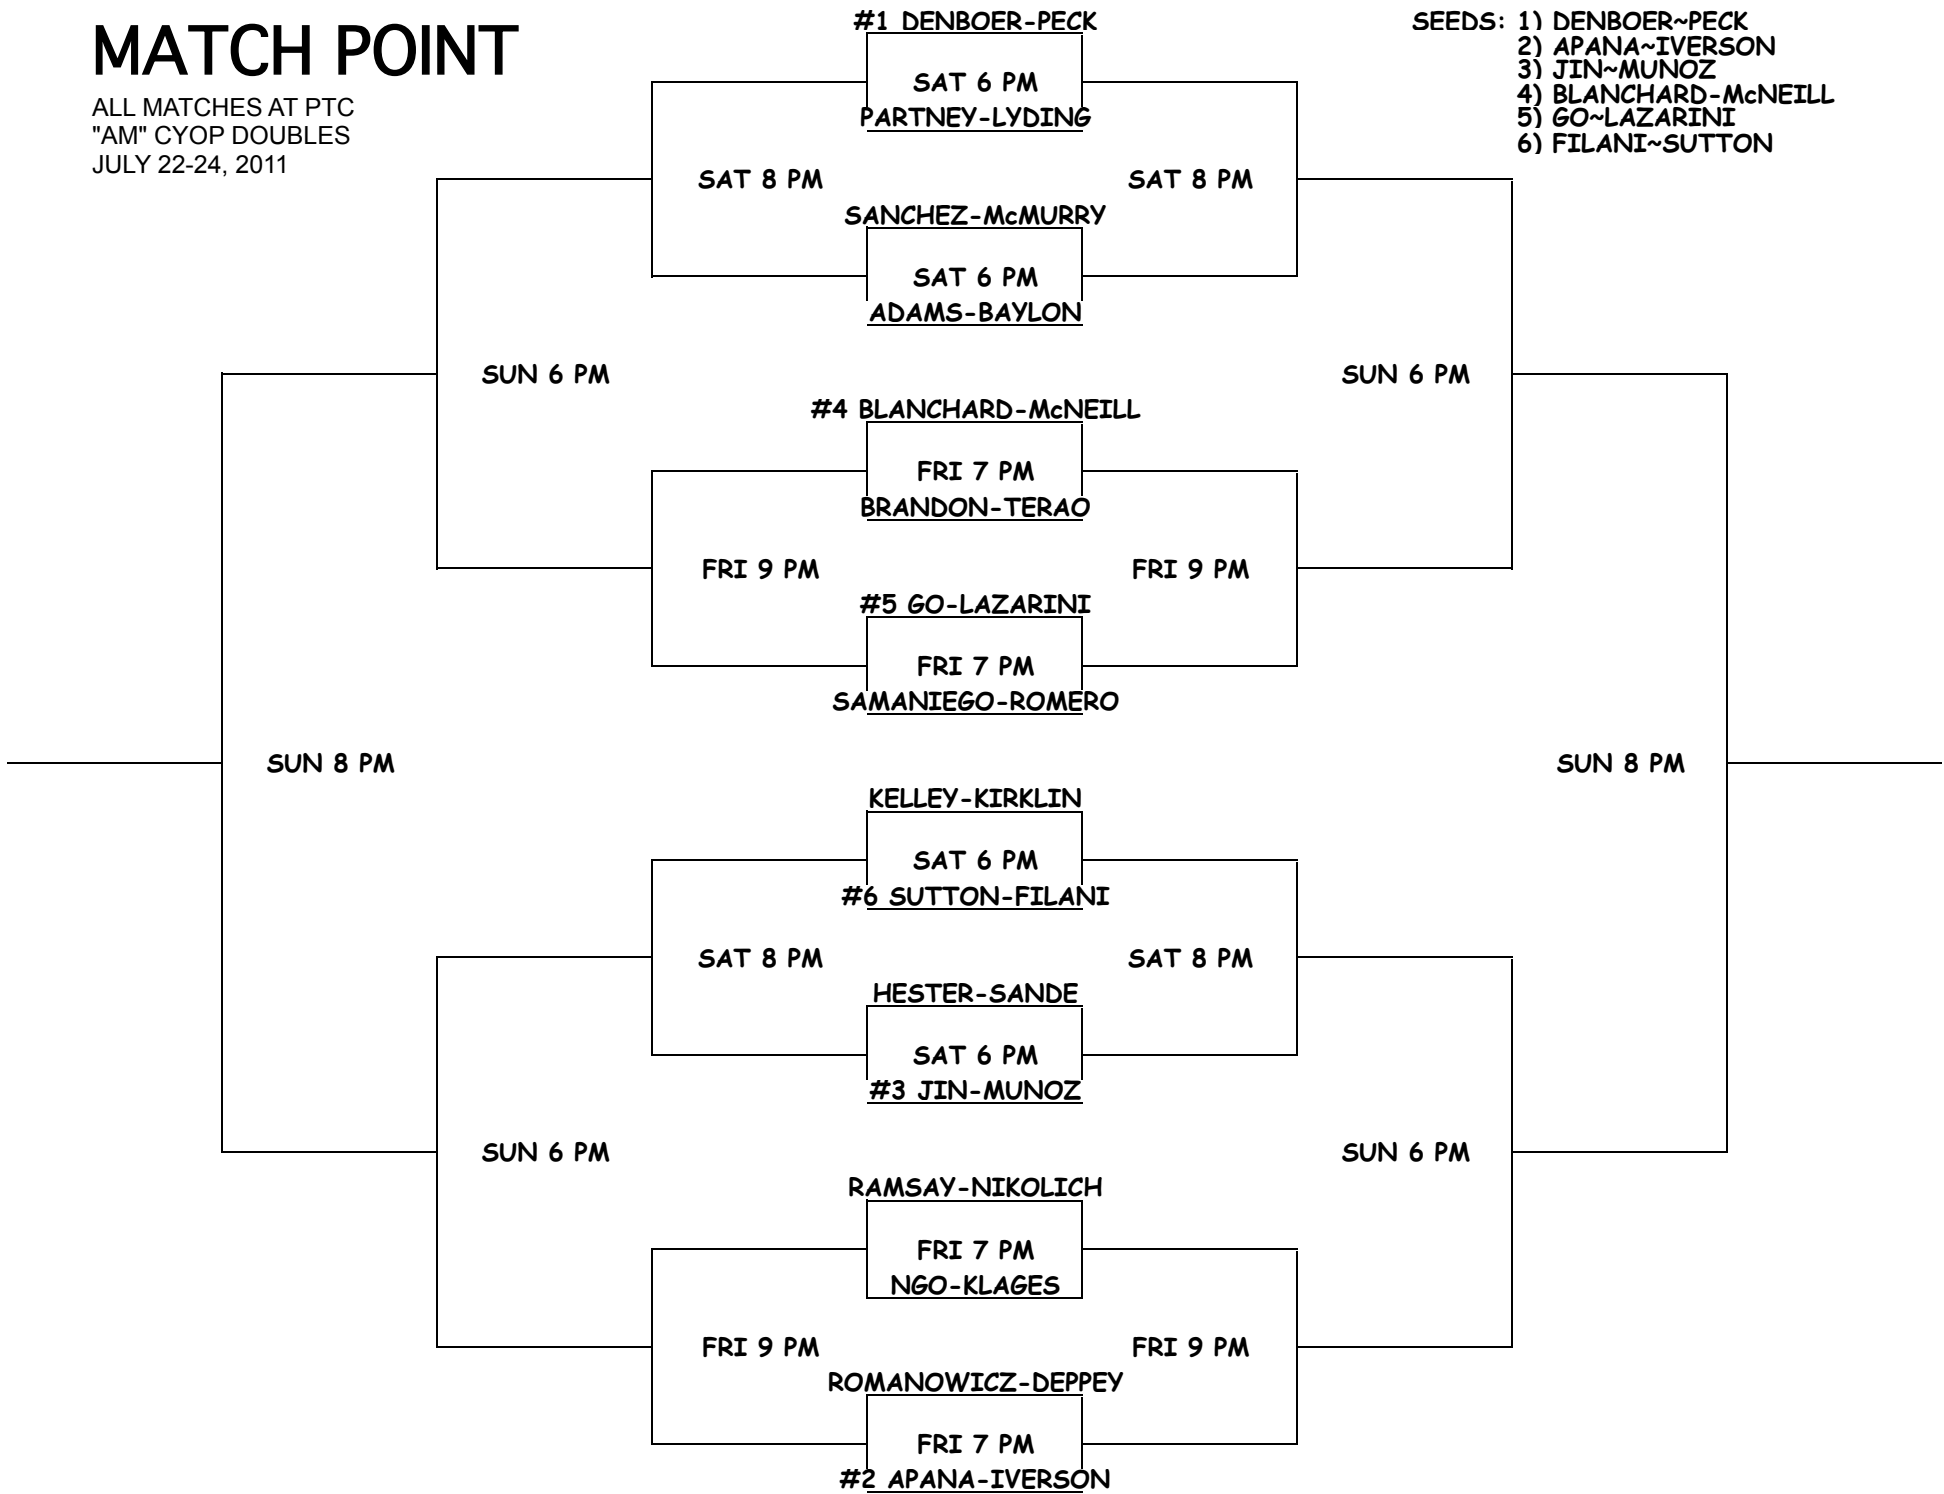 MATCH POINT
ALL MATCHES AT PTC
"AM" CYOP DOUBLES
JULY 22-24, 2011
SEEDS: 1) DENBOER~PECK
2) APANA~IVERSON
3) JIN~MUNOZ
4) BLANCHARD-McNEILL
5) GO~LAZARINI
6) FILANI~SUTTON
#1 DENBOER-PECK
SAT 6 PM
PARTNEY-LYDING
SAT 8 PM
SAT 8 PM
SANCHEZ-McMURRY
SAT 6 PM
ADAMS-BAYLON
SUN 6 PM
SUN 6 PM
#4 BLANCHARD-McNEILL
FRI 7 PM
BRANDON-TERAO
FRI 9 PM
FRI 9 PM
#5 GO-LAZARINI
FRI 7 PM
SAMANIEGO-ROMERO
SUN 8 PM
SUN 8 PM
KELLEY-KIRKLIN
SAT 6 PM
#6 SUTTON-FILANI
SAT 8 PM
SAT 8 PM
HESTER-SANDE
SAT 6 PM
#3 JIN-MUNOZ
SUN 6 PM
SUN 6 PM
RAMSAY-NIKOLICH
FRI 7 PM
NGO-KLAGES
FRI 9 PM
FRI 9 PM
ROMANOWICZ-DEPPEY
FRI 7 PM
#2 APANA-IVERSON